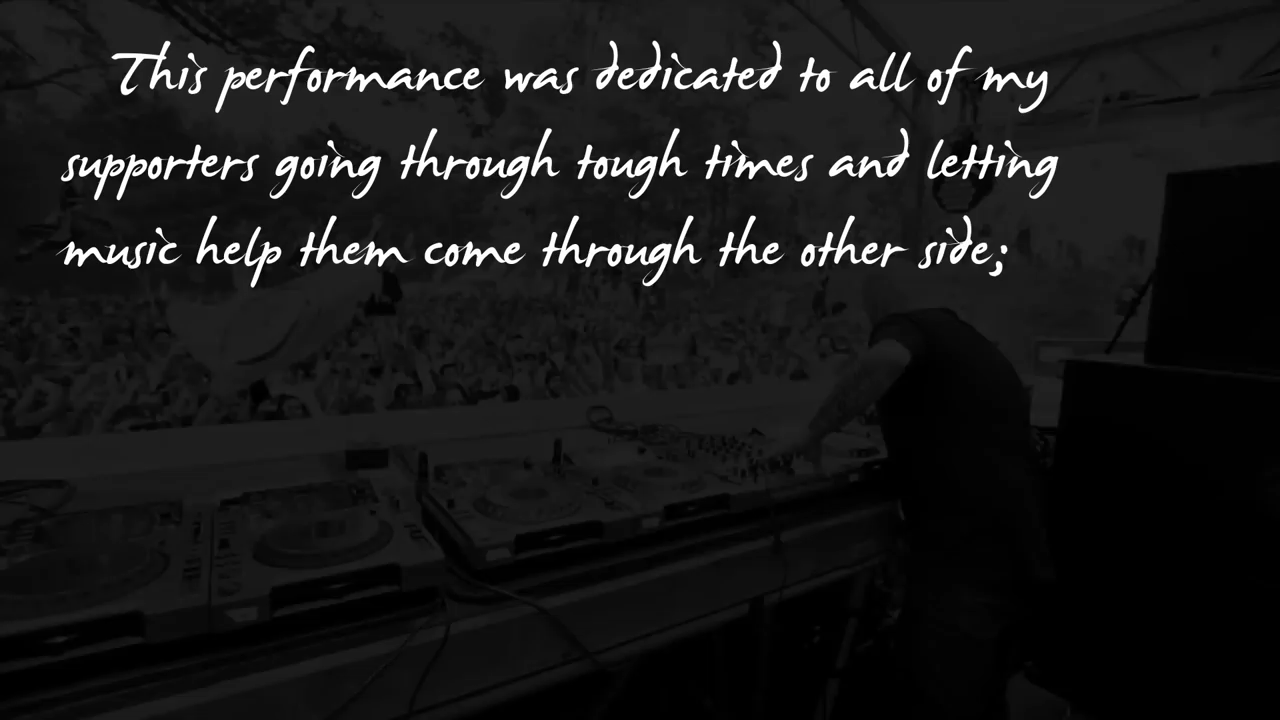 This performance was dedicated to all of my
supporters going through tough times and letting
music help them come through the other side;